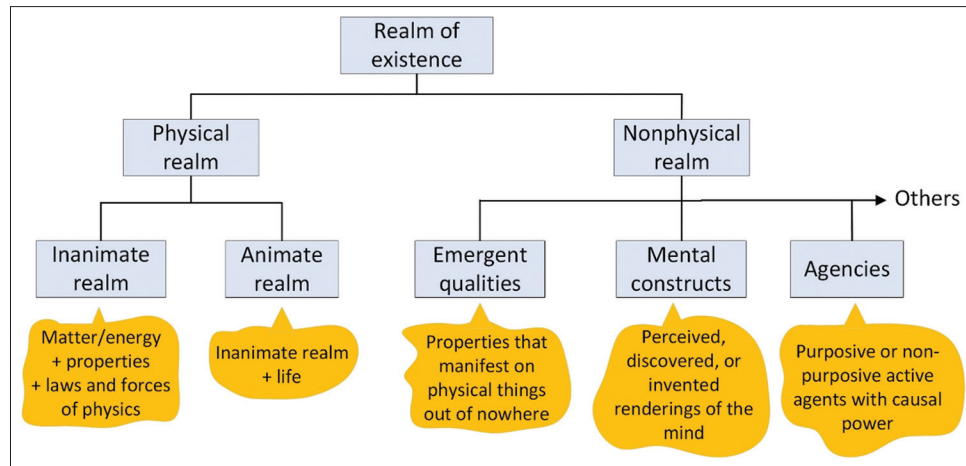 Realm of
existence
Physical
realm
Nonphysical
realm
Others
Inanimate
realm
Animate
realm
Emergent
qualities
Mental
constructs
Agencies
Matter/energy
+ properties
+ laws and forces
of physics
Inanimate realm
+ life
Properties that
manifest on
physical things
out of nowhere
Perceived,
discovered, or
invented
renderings of the
mind
Purposive or non-
purposive active
agents with causal
power